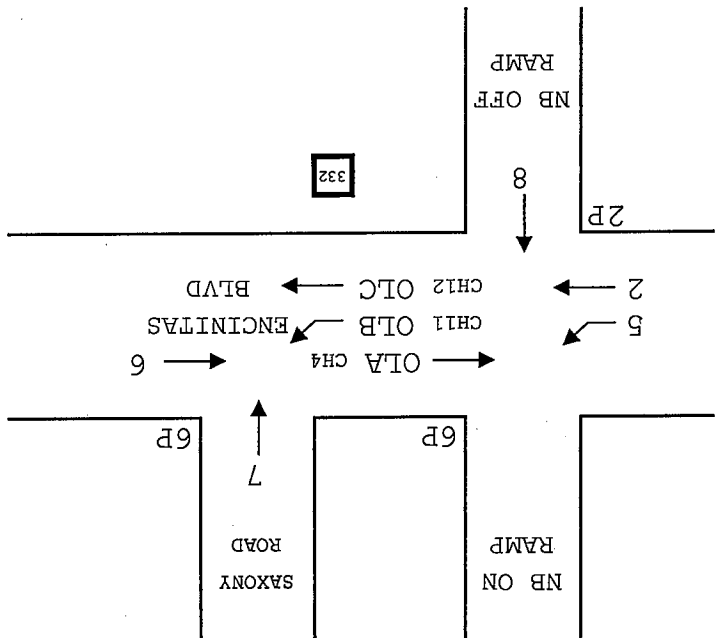 NB ON
RAMP
SAXONY
ROAD
7
6P
6P
OLA CH4
6
5
CH11 OLB
ENCINITAS
2
CH12 OLC
BLVD
2P
8
332
NB OFF
RAMP